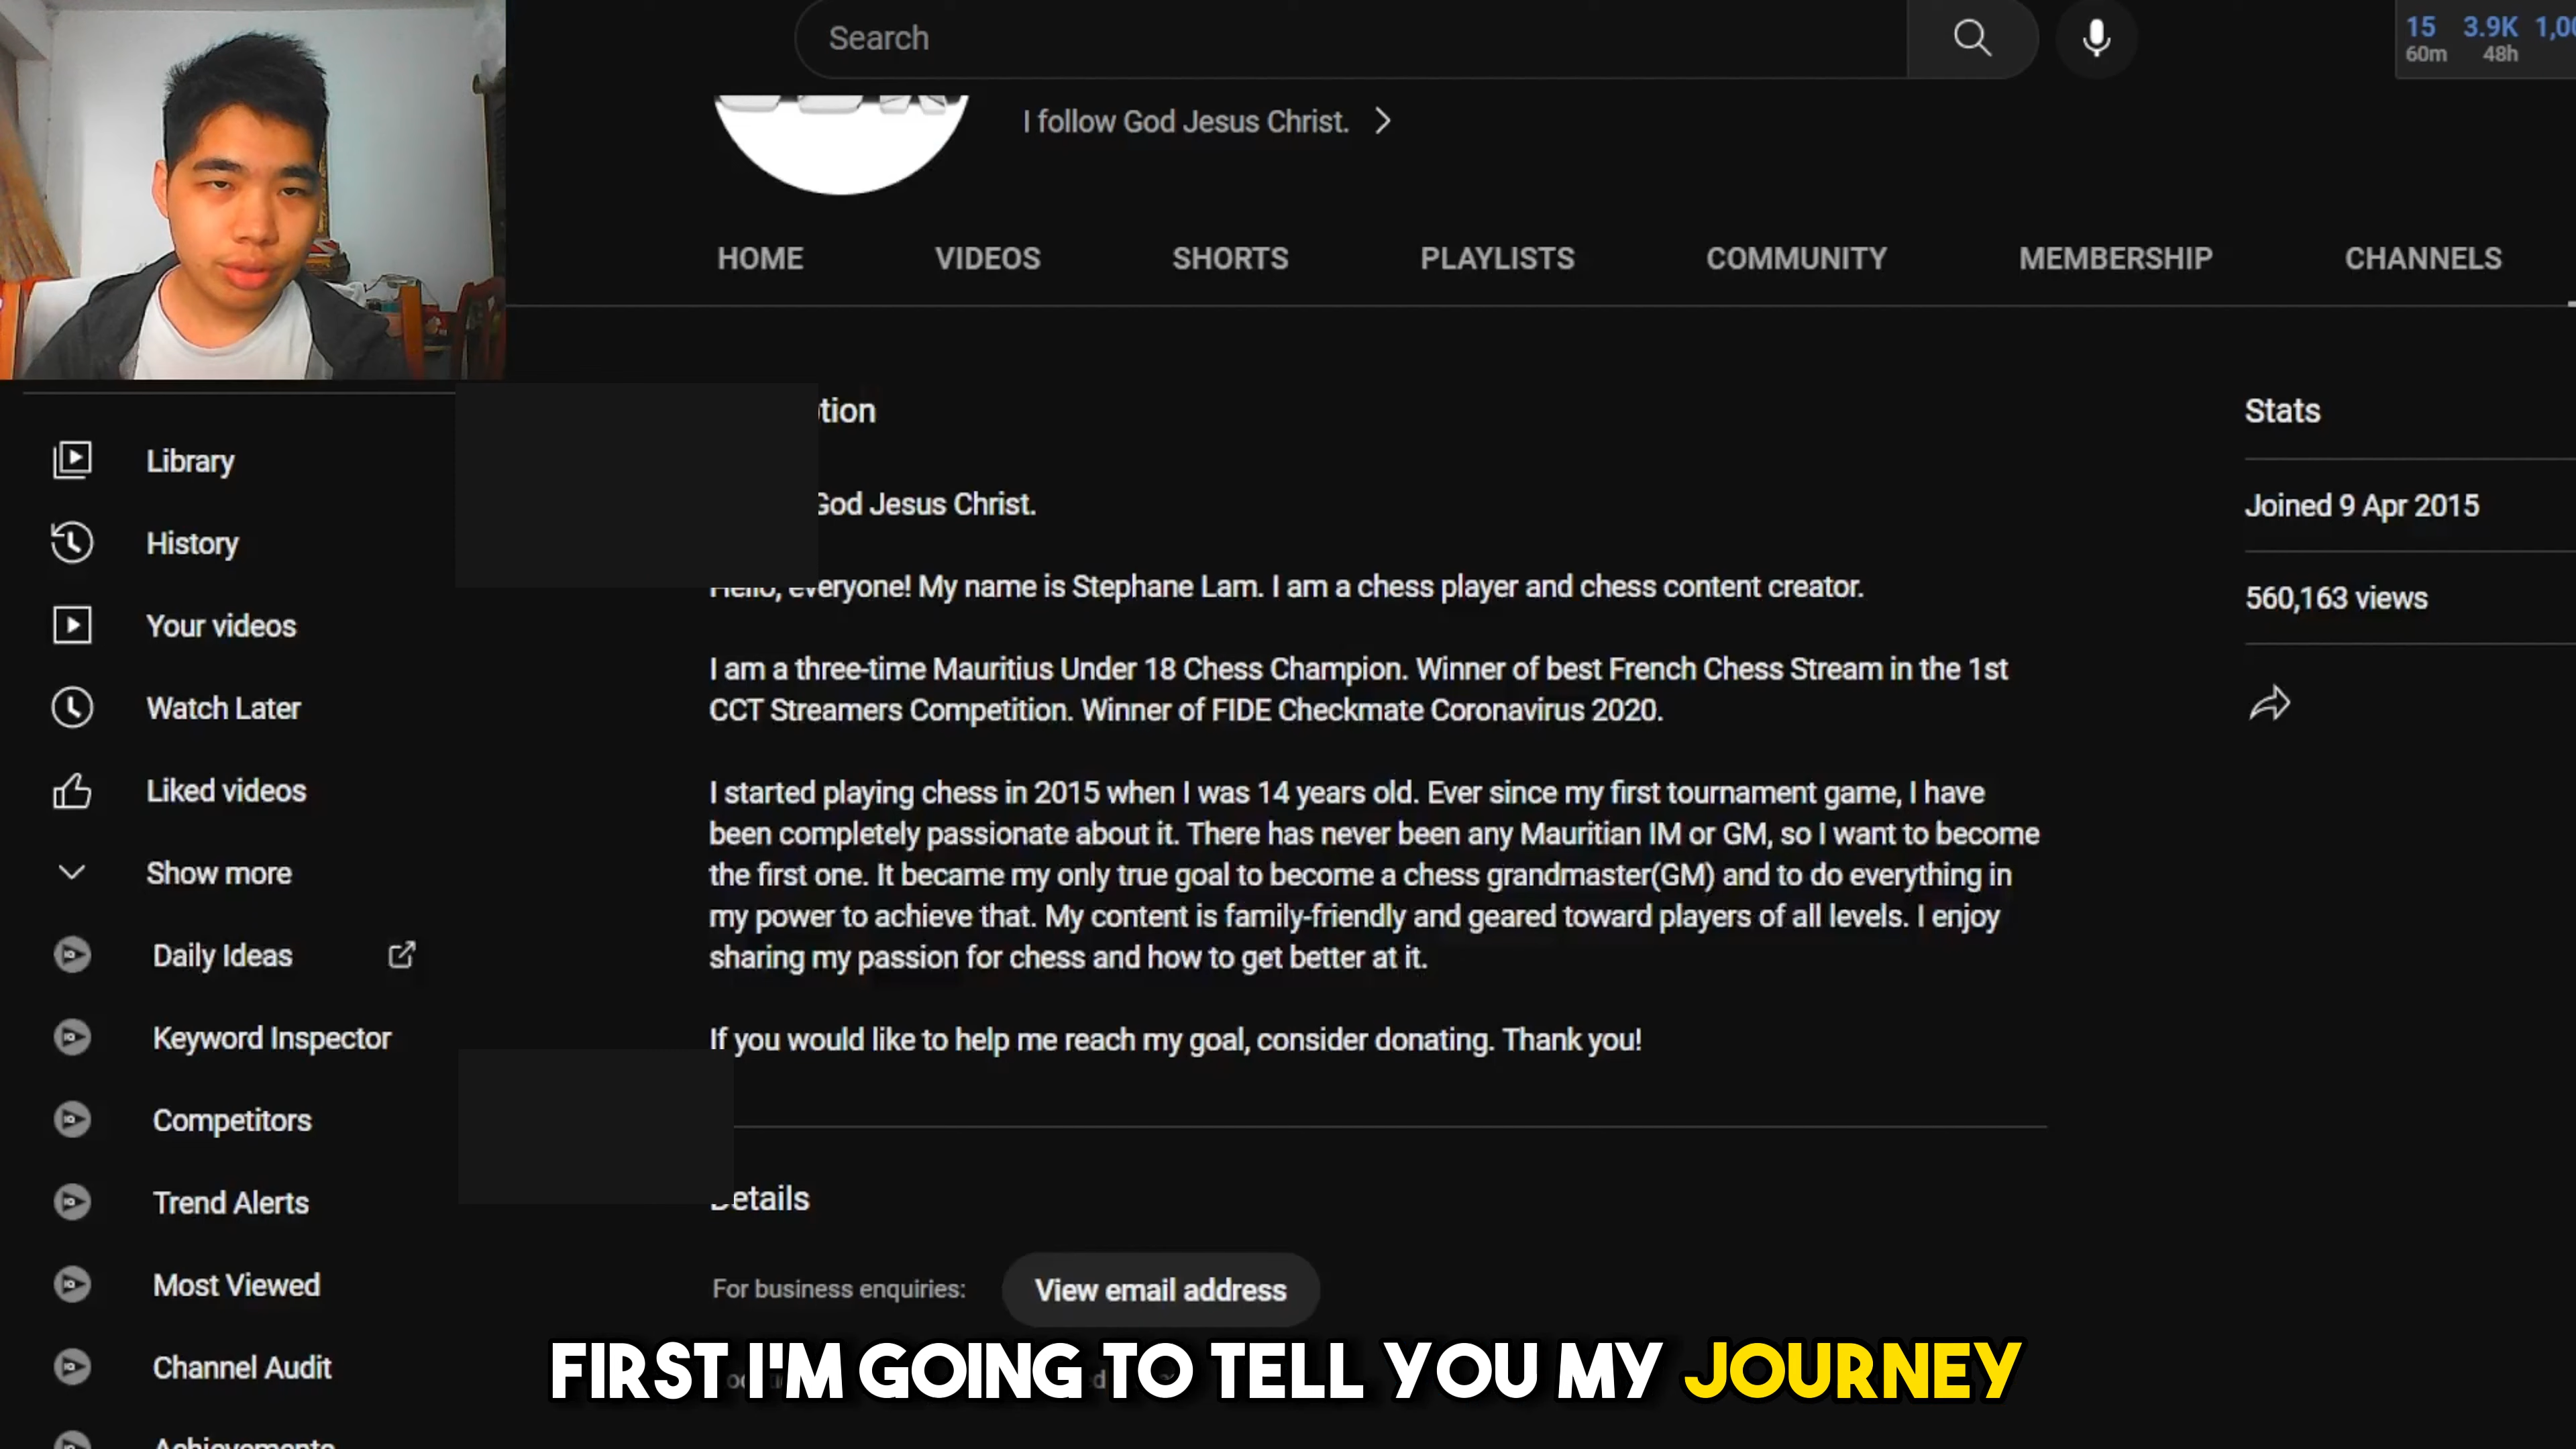 Search
15 3.9K
60m 48h
I follow God Jesus Christ.
HOME VIDEOS SHORTS PLAYLISTS COMMUNITY MEMBERSHIP CHANNELS
Library
History
Your videos
Watch Later
Liked videos
Show more
Daily Ideas
Keyword Inspector
Competitors
Trend Alerts
Most Viewed
Channel Audit
Achievements
God Jesus Christ.
Hello, everyone! My name is Stephane Lam. I am a chess player and chess content creator.
I am a three-time Mauritius Under 18 Chess Champion. Winner of best French Chess Stream in the 1st
CCT Streamers Competition. Winner of FIDE Checkmate Coronavirus 2020.
I started playing chess in 2015 when I was 14 years old. Ever since my first tournament game, I have
been completely passionate about it. There has never been any Mauritian IM or GM, so I want to become
the first one. It became my only true goal to become a chess grandmaster(GM) and to do everything in
my power to achieve that. My content is family-friendly and geared toward players of all levels. I enjoy
sharing my passion for chess and how to get better at it.
If you would like to help me reach my goal, consider donating. Thank you!
Details
For business enquiries: View email address
Stats
Joined 9 Apr 2015
560,163 views
FIRST I'M GOING TO TELL YOU MY JOURNEY